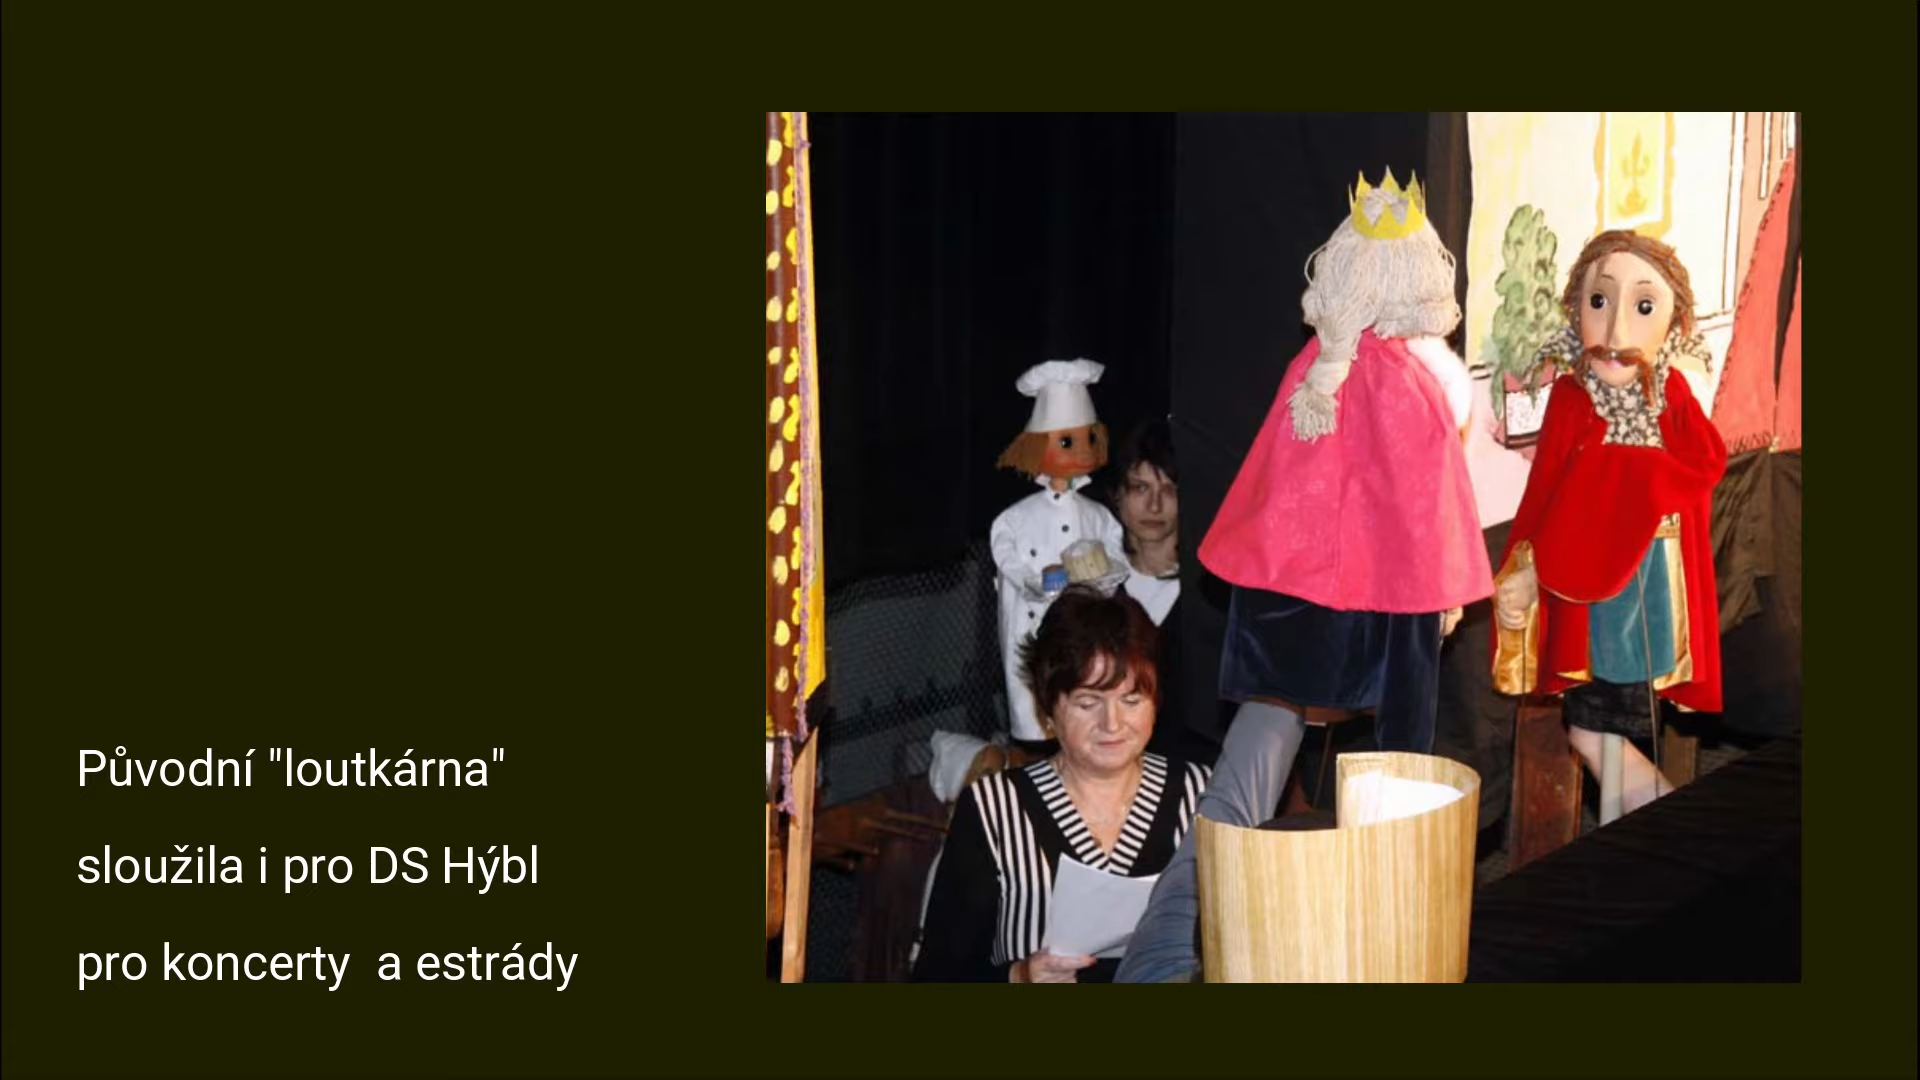 Původní "loutkárna"
sloužila i pro DS Hýbl
pro koncerty  a estrády